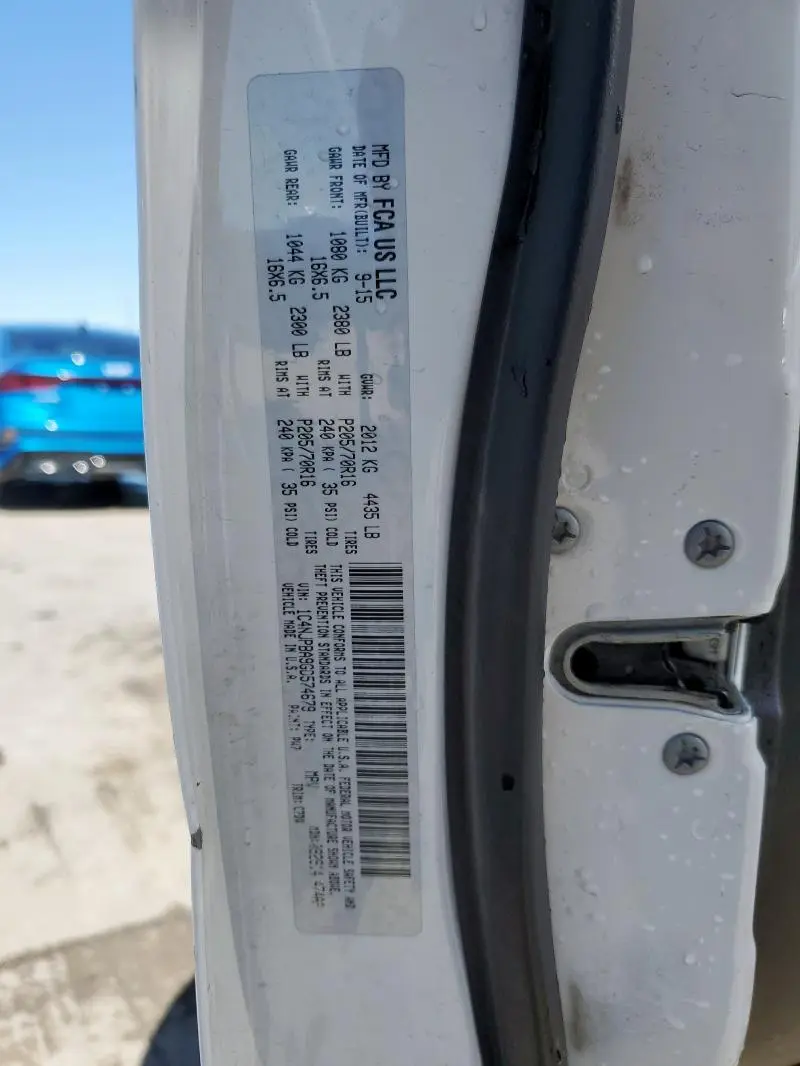 MFD BY FCA US LLC
DATE OF MFR(BUILT): 9-15 GVWR: 2012 KG 4435 LB
GAWR FRONT: 1080 KG 2380 LB WITH P205/70R16 TIRES
16X6.5 RIMS AT 240 KPA ( 35 PSI) COLD
GAWR REAR: 1044 KG 2300 LB WITH P205/70R16 TIRES
16X6.5 RIMS AT 240 KPA ( 35 PSI) COLD
THIS VEHICLE CONFORMS TO ALL APPLICABLE U.S.A. FEDERAL MOTOR VEHICLE SAFETY AND
THEFT PREVENTION STANDARDS IN EFFECT ON THE DATE OF MANUFACTURE SHOWN ABOVE.
VIN: 1C4NJPBA9GD574679 TYPE: MPV
VEHICLE MADE IN U.S.A. PAINT: PW7 TRIM: